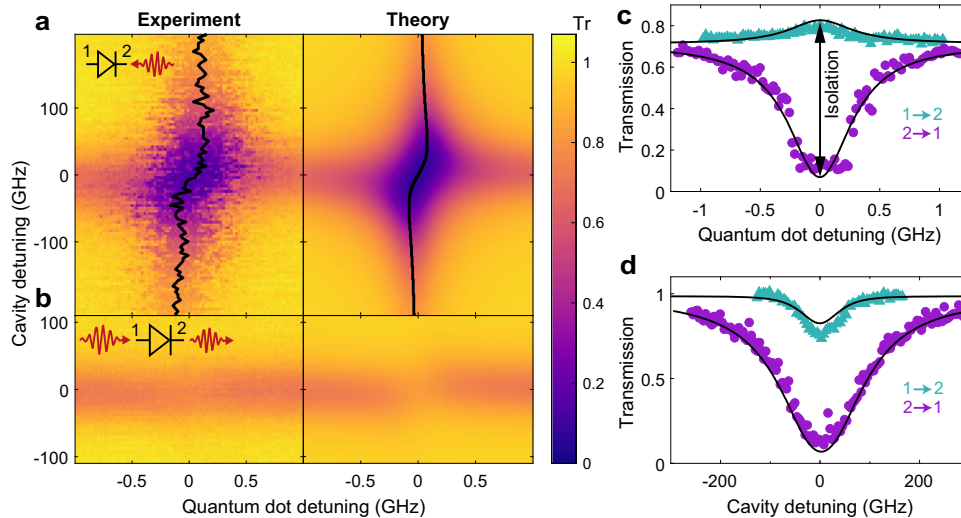 a
Experiment
Theory
Tr
1 2
100
0
-100
Cavity detuning (GHz)
b
1 2
100
0
-100
-0.5
0
0.5
-0.5
0
0.5
Quantum dot detuning (GHz)
1
0.8
0.6
0.4
0.2
0
c
0.8
0.6
0.4
0.2
0
Transmission
Isolation
1→2
2→1
-1
-0.5
0
0.5
1
Quantum dot detuning (GHz)
d
1
0.5
0
Transmission
1→2
2→1
-200
0
200
Cavity detuning (GHz)